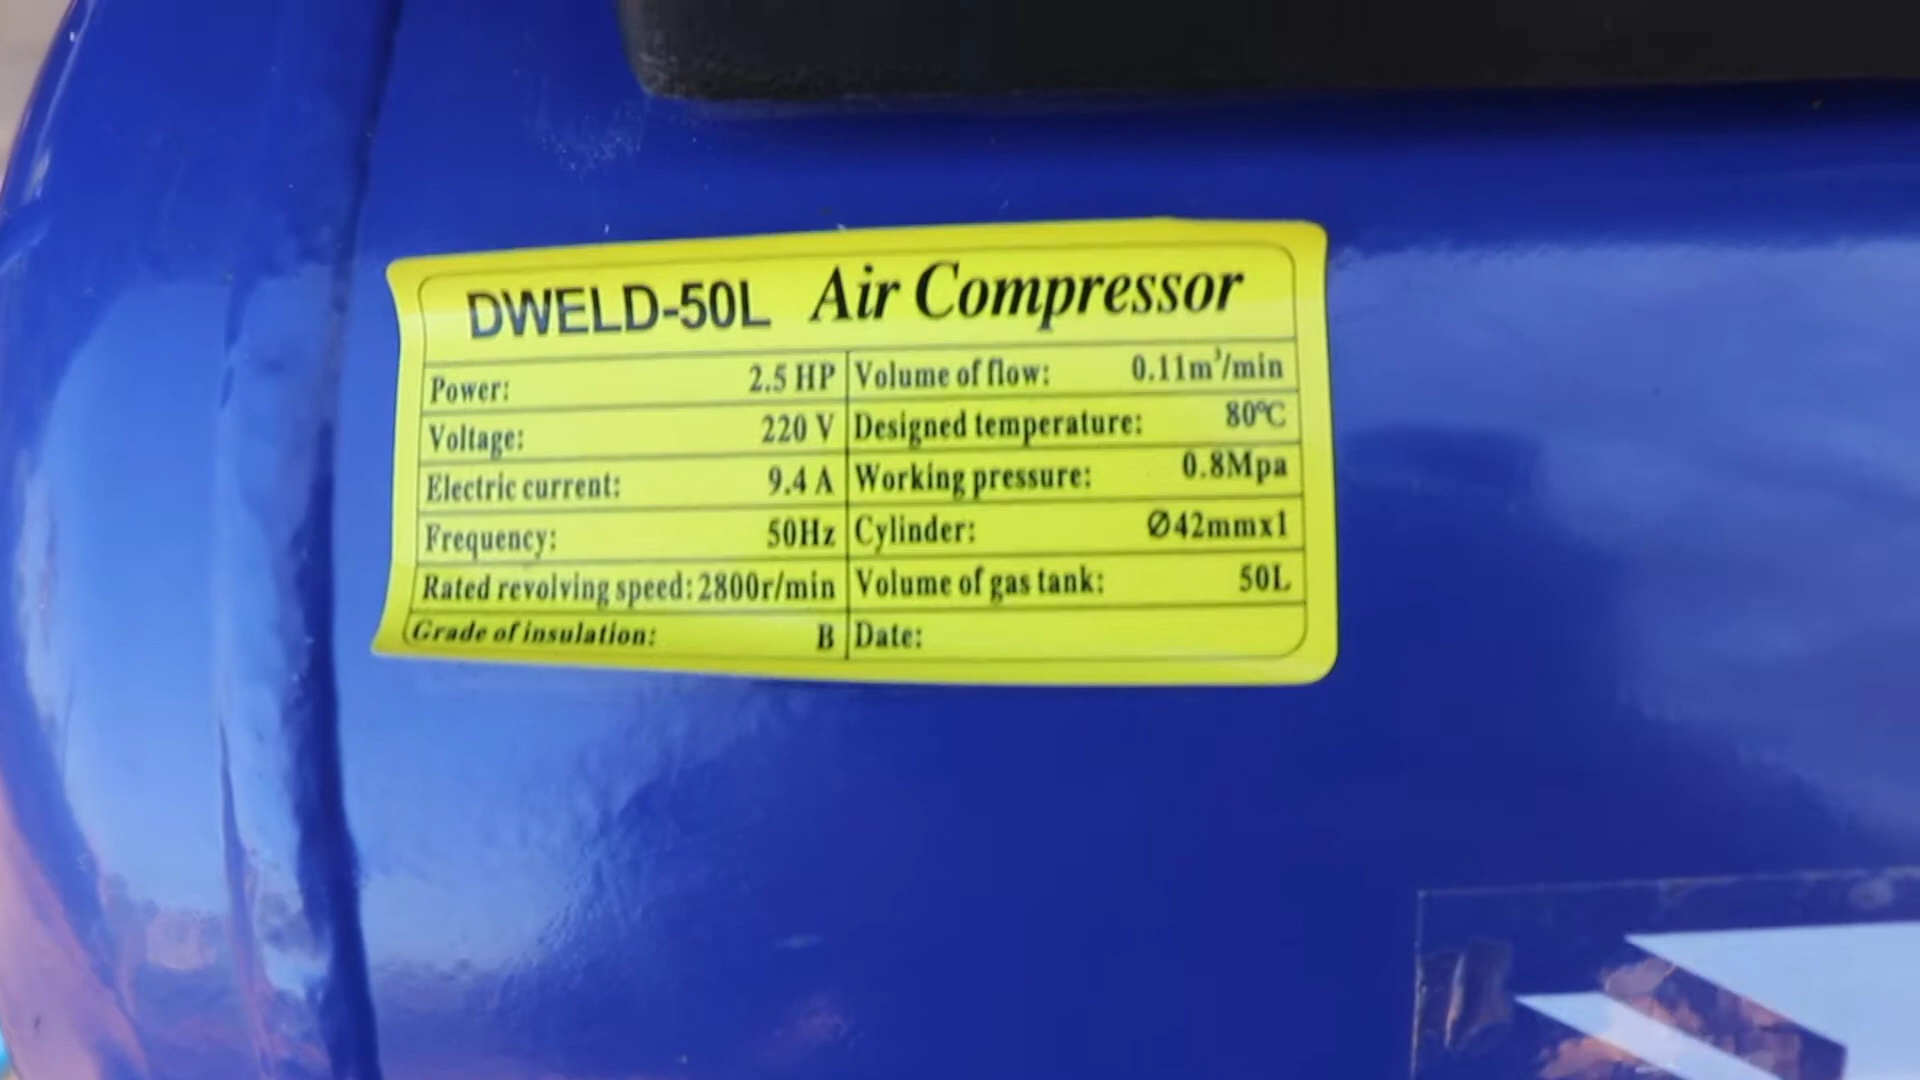 DWELD-50L Air Compressor
Power: 2.5 HP Volume of flow: 0.11m³/min
Voltage: 220 V Designed temperature: 80℃
Electric current: 9.4 A Working pressure: 0.8Mpa
Frequency: 50Hz Cylinder: Ø42mmx1
Rated revolving speed: 2800r/min Volume of gas tank: 50L
Grade of insulation: B Date: